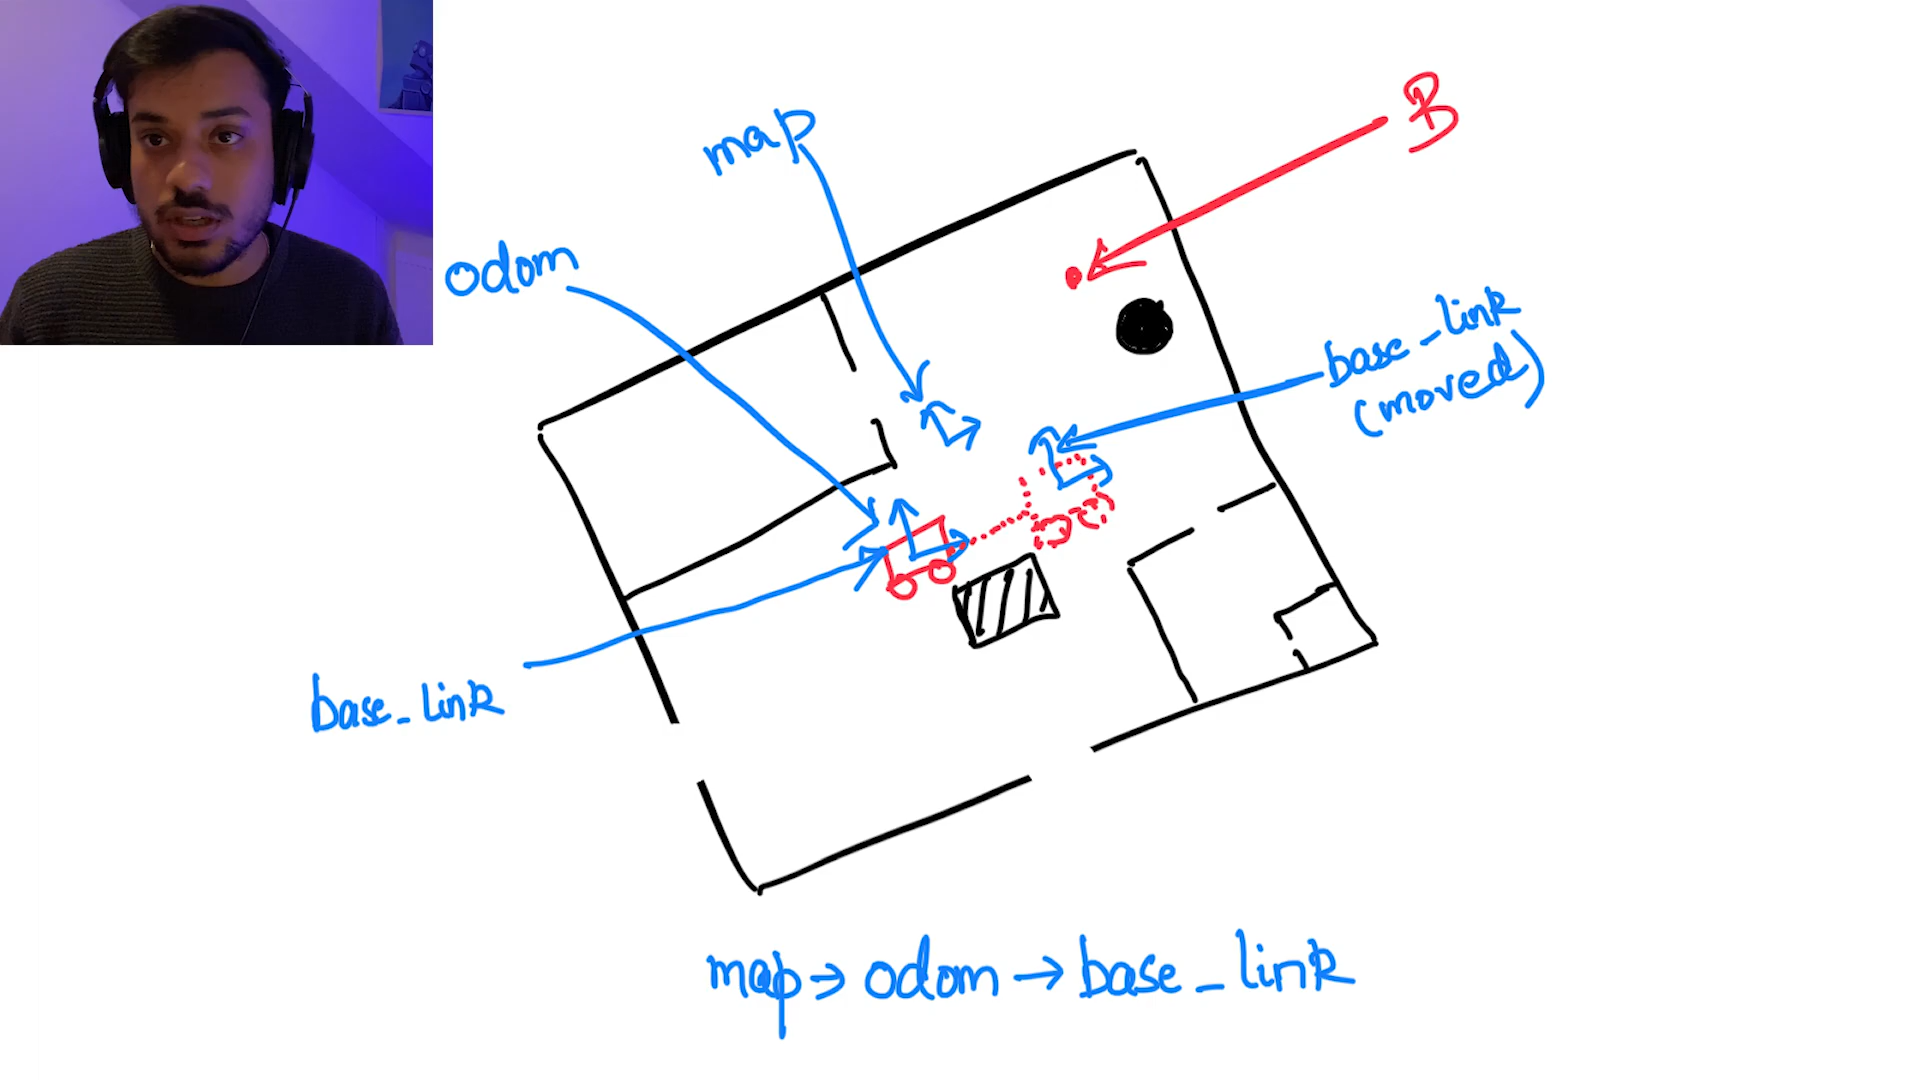 map
B
odom
base_link
(moved)
base_link
map → odom → base_link